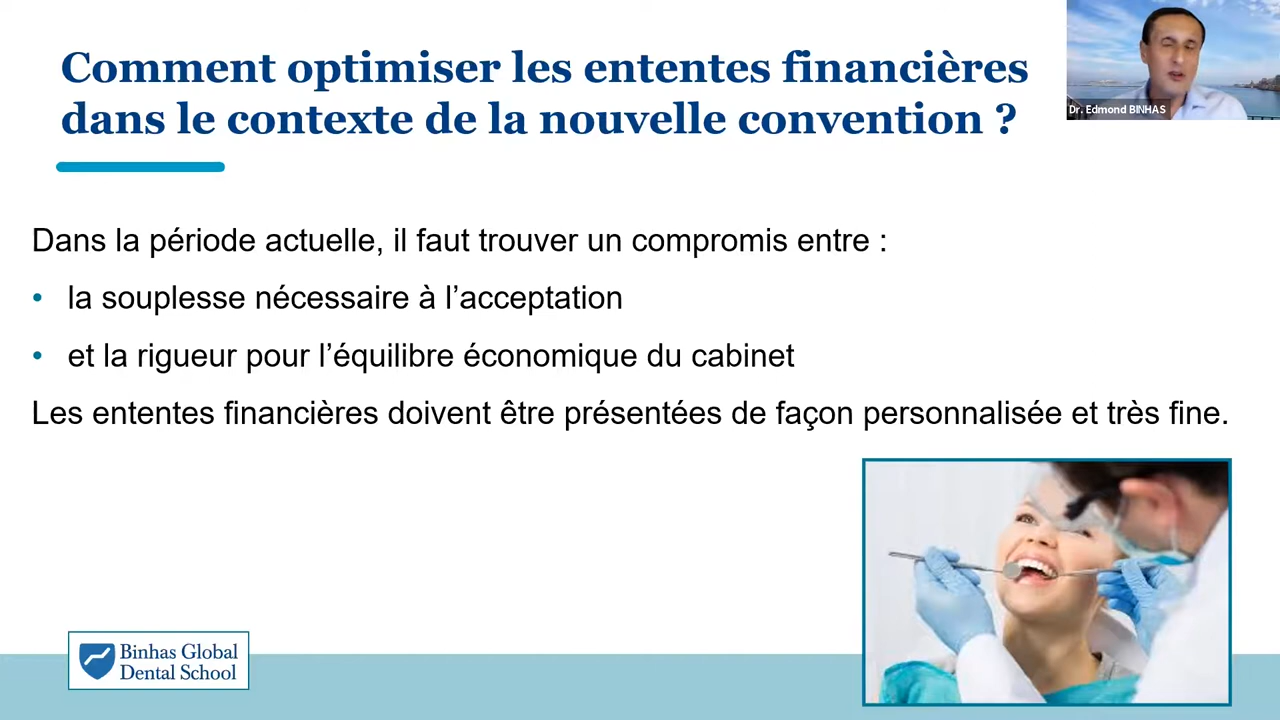 Comment optimiser les ententes financières
dans le contexte de la nouvelle convention ?
Dr. Edmond BINHAS
Dans la période actuelle, il faut trouver un compromis entre :
• la souplesse nécessaire à l’acceptation
• et la rigueur pour l’équilibre économique du cabinet
Les ententes financières doivent être présentées de façon personnalisée et très fine.
Binhas Global
Dental School